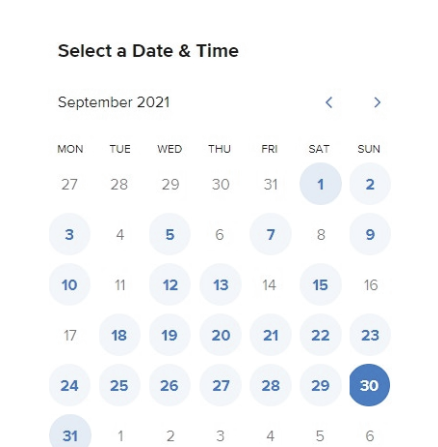 Select a Date & Time
September 2021
MON TUE WED THU FRI SAT SUN
27 28 29 30 31 1 2
3 4 5 6 7 8 9
10 11 12 13 14 15 16
17 18 19 20 21 22 23
24 25 26 27 28 29 30
31 1 2 3 4 5 6